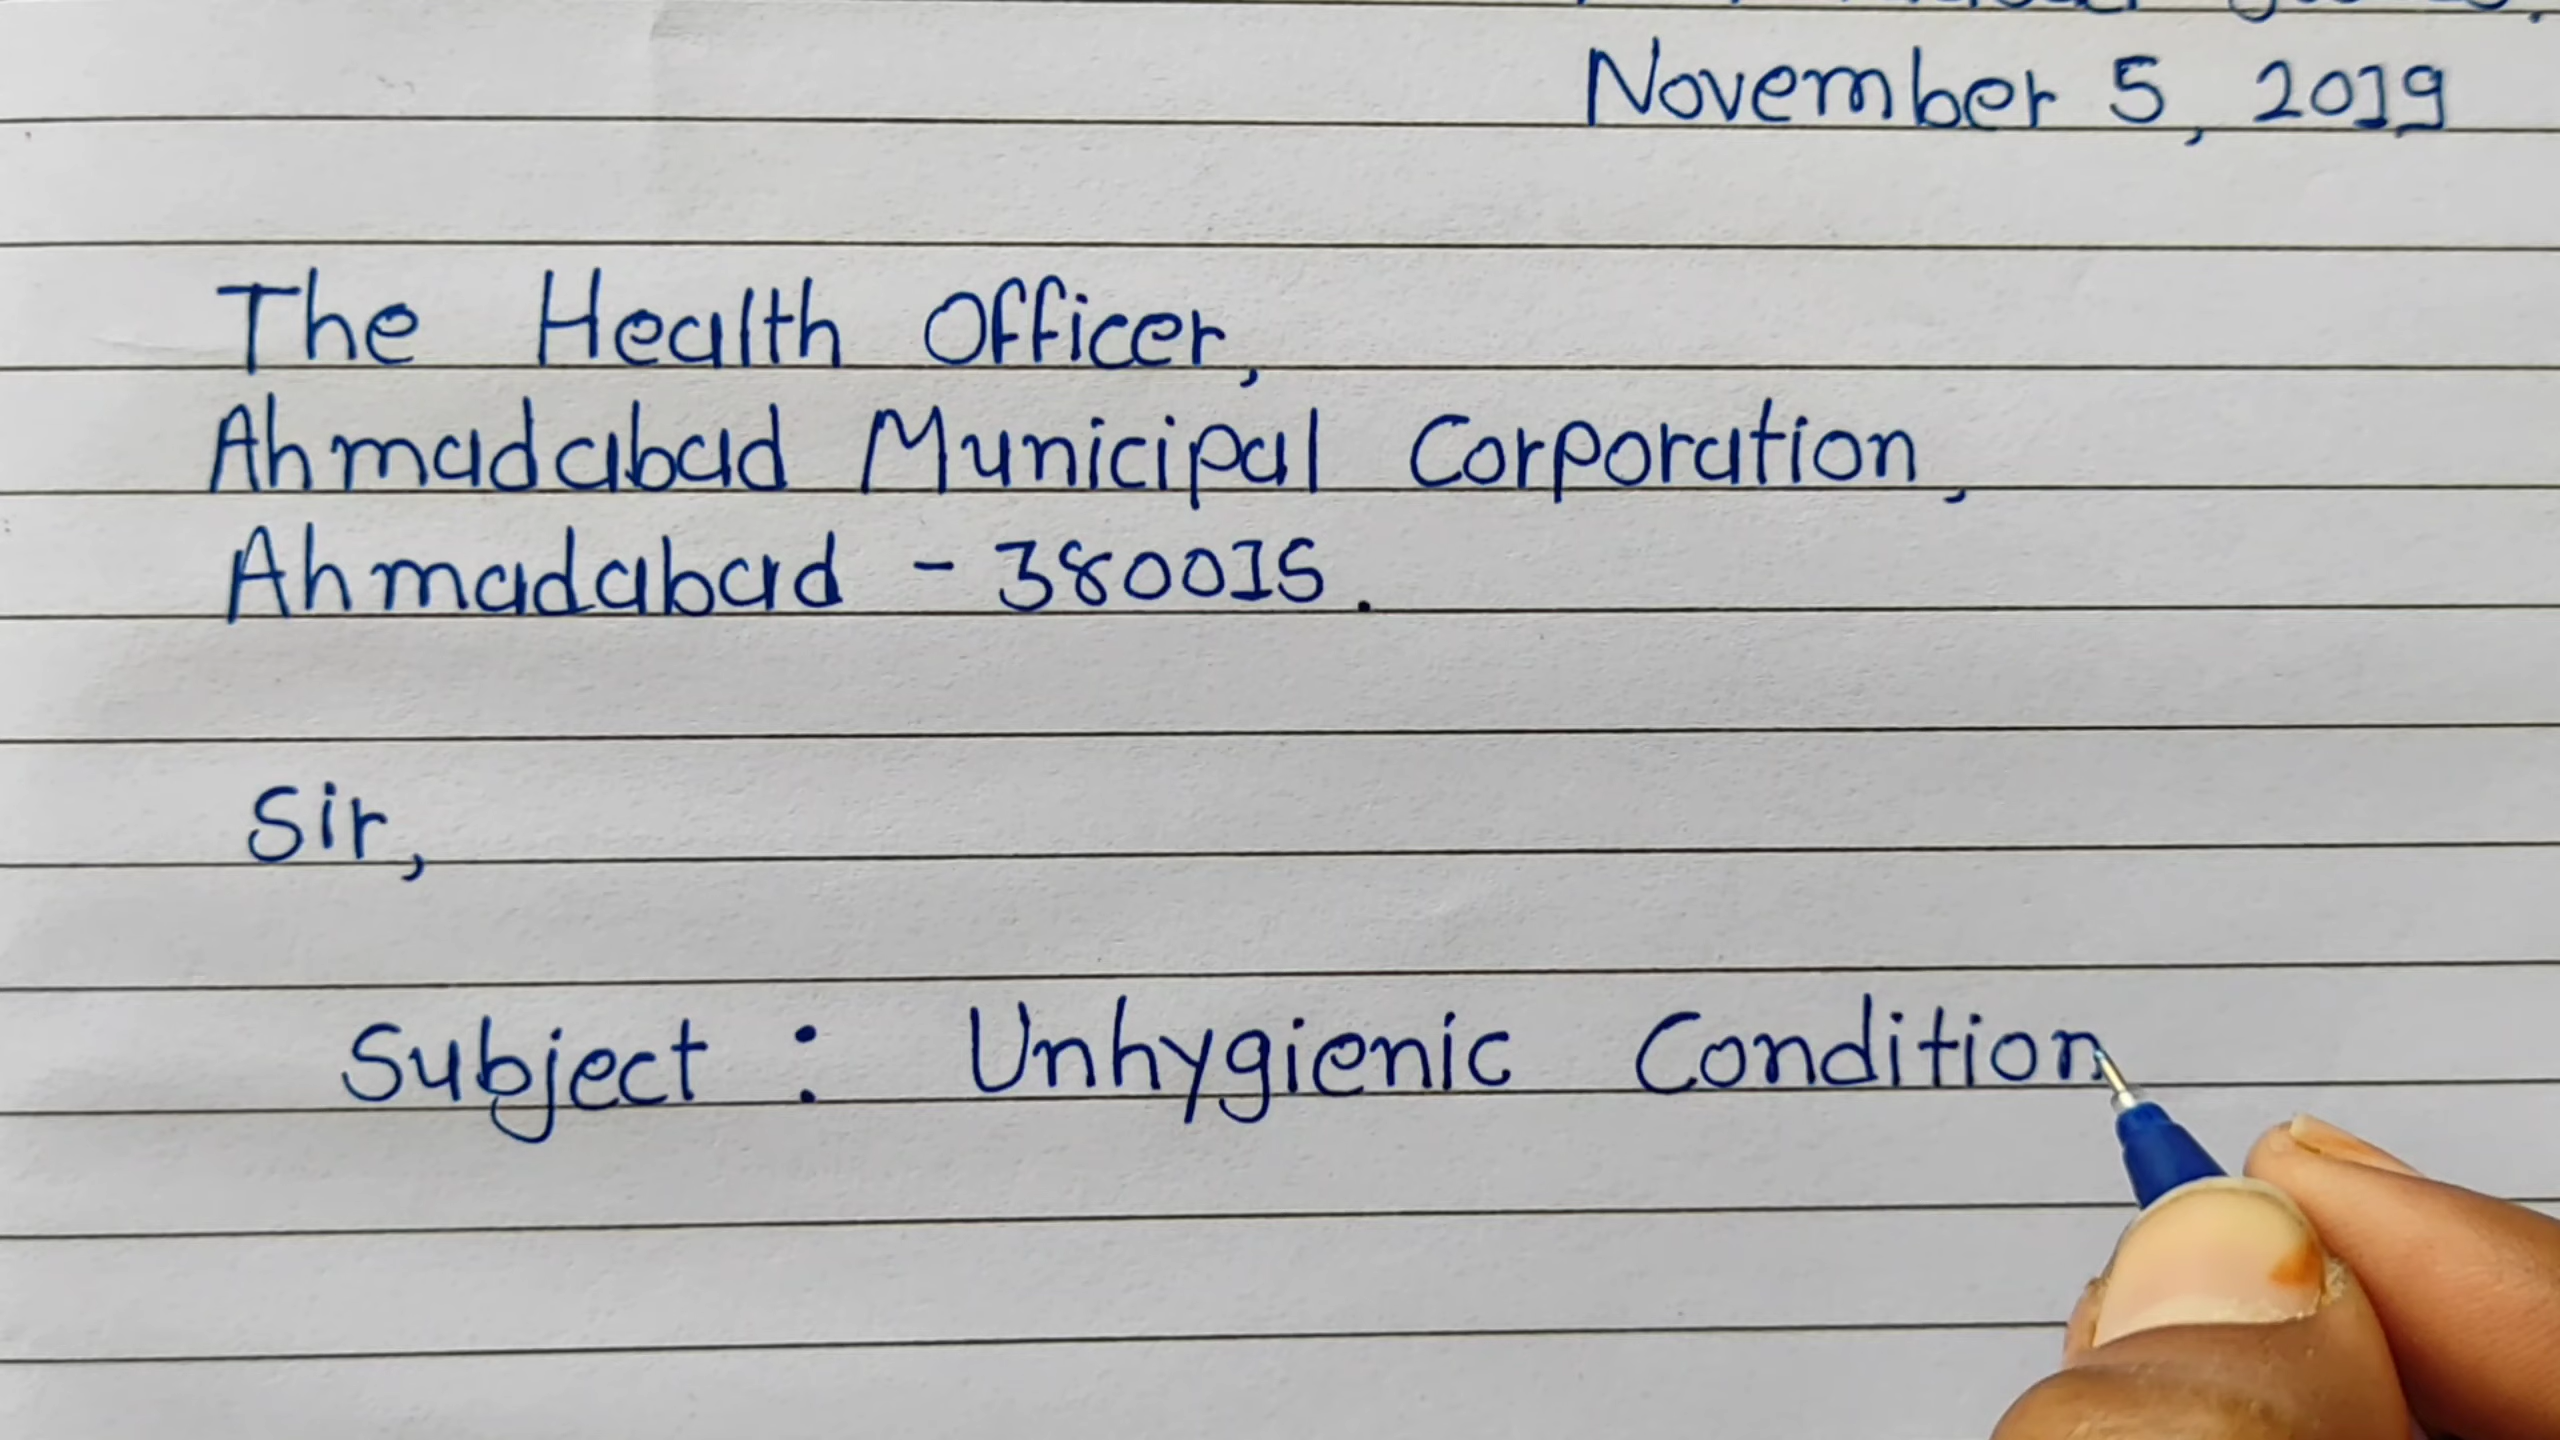 November 5, 2019
The Health Officer,
Ahmadabad Municipal Corporation,
Ahmadabad - 380015.
Sir,
Subject : Unhygienic Condition